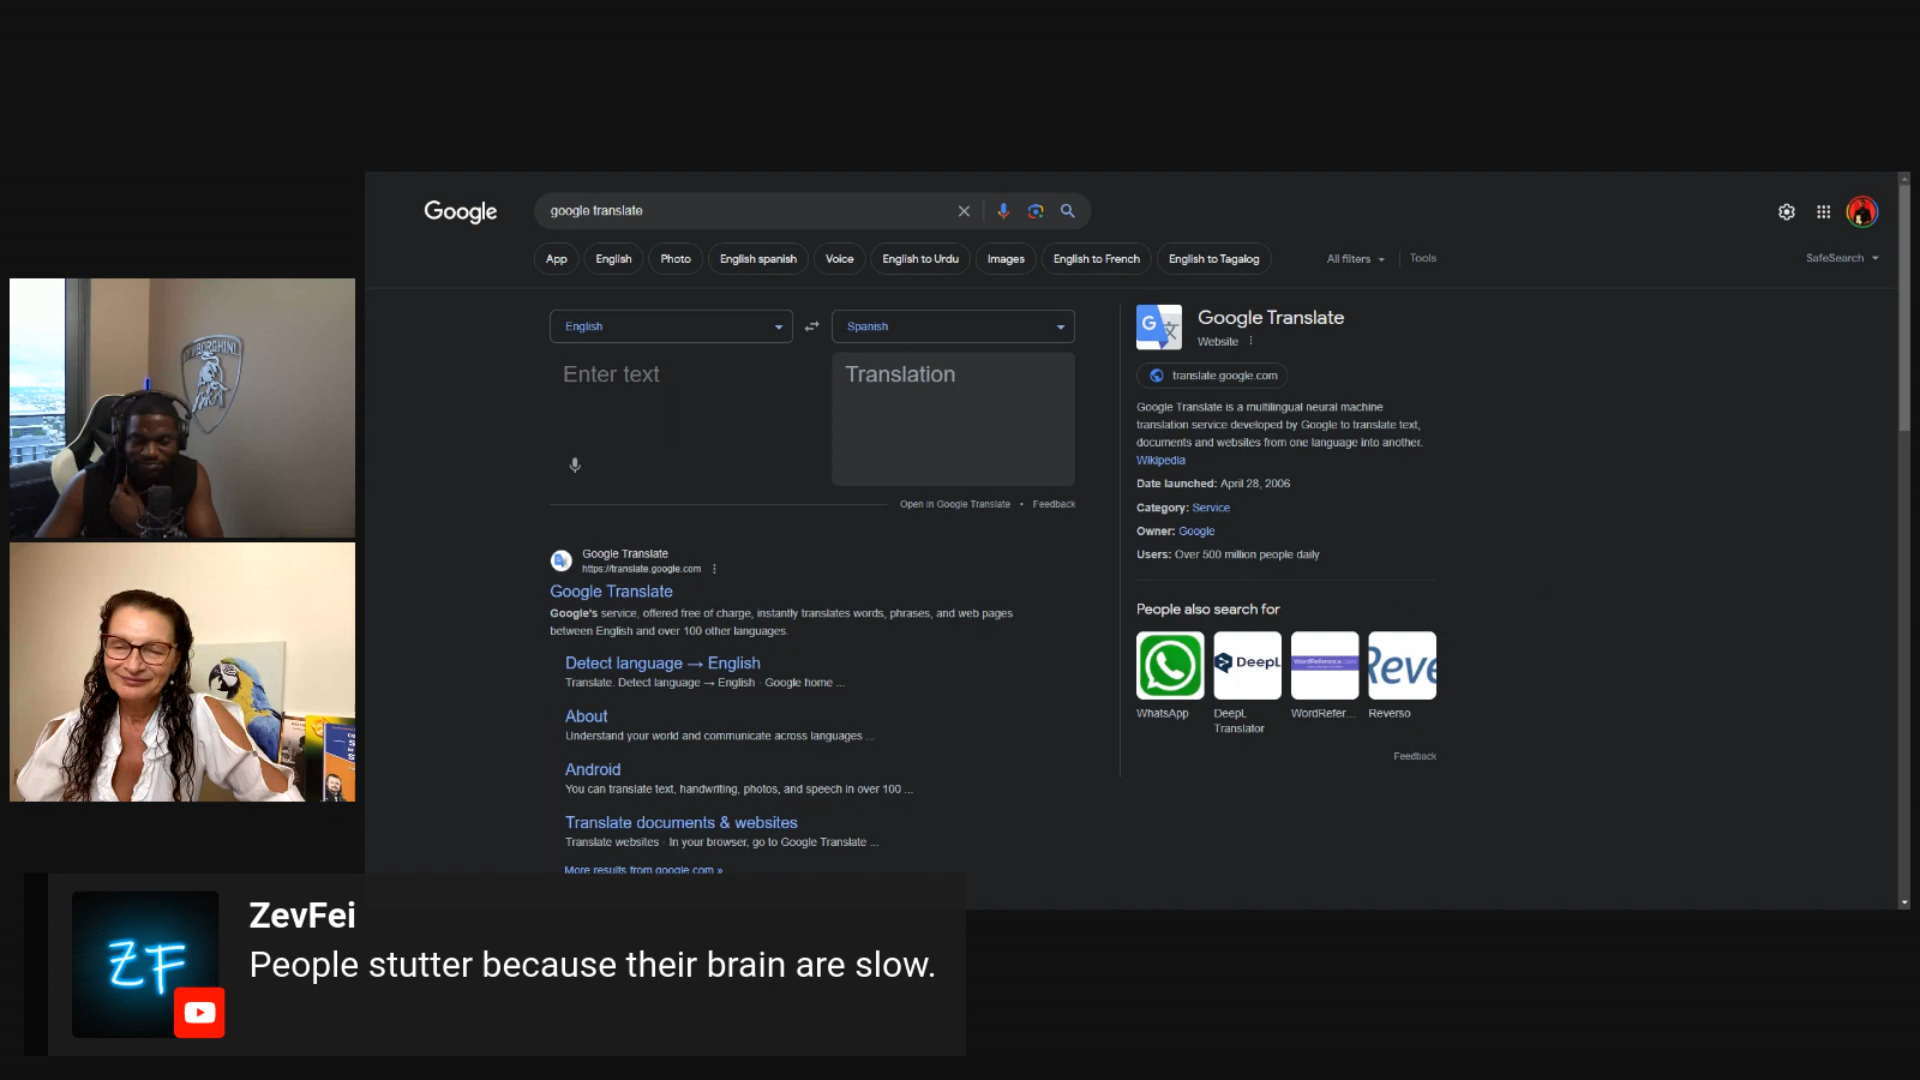 Google
google translate
App
English
Photo
English spanish
Voice
English to Urdu
Images
English to French
English to Tagalog
All filters
Tools
SafeSearch
English
Spanish
Enter text
Translation
Open in Google Translate • Feedback
Google Translate
https://translate.google.com
Google Translate
Google's service, offered free of charge, instantly translates words, phrases, and web pages
between English and over 100 other languages.
Detect language → English
Translate. Detect language → English · Google home ...
About
Understand your world and communicate across languages ...
Android
You can translate text, handwriting, photos, and speech in over 100 ...
Translate documents & websites
Translate websites · In your browser, go to Google Translate ...
More results from google.com »
Google Translate
Website
translate.google.com
Google Translate is a multilingual neural machine
translation service developed by Google to translate text,
documents and websites from one language into another.
Wikipedia
Date launched: April 28, 2006
Category: Service
Owner: Google
Users: Over 500 million people daily
People also search for
DeepL
WordReference.com
Reve
WhatsApp
DeepL
Translator
WordRefer...
Reverso
Feedback
ZF
ZevFei
People stutter because their brain are slow.